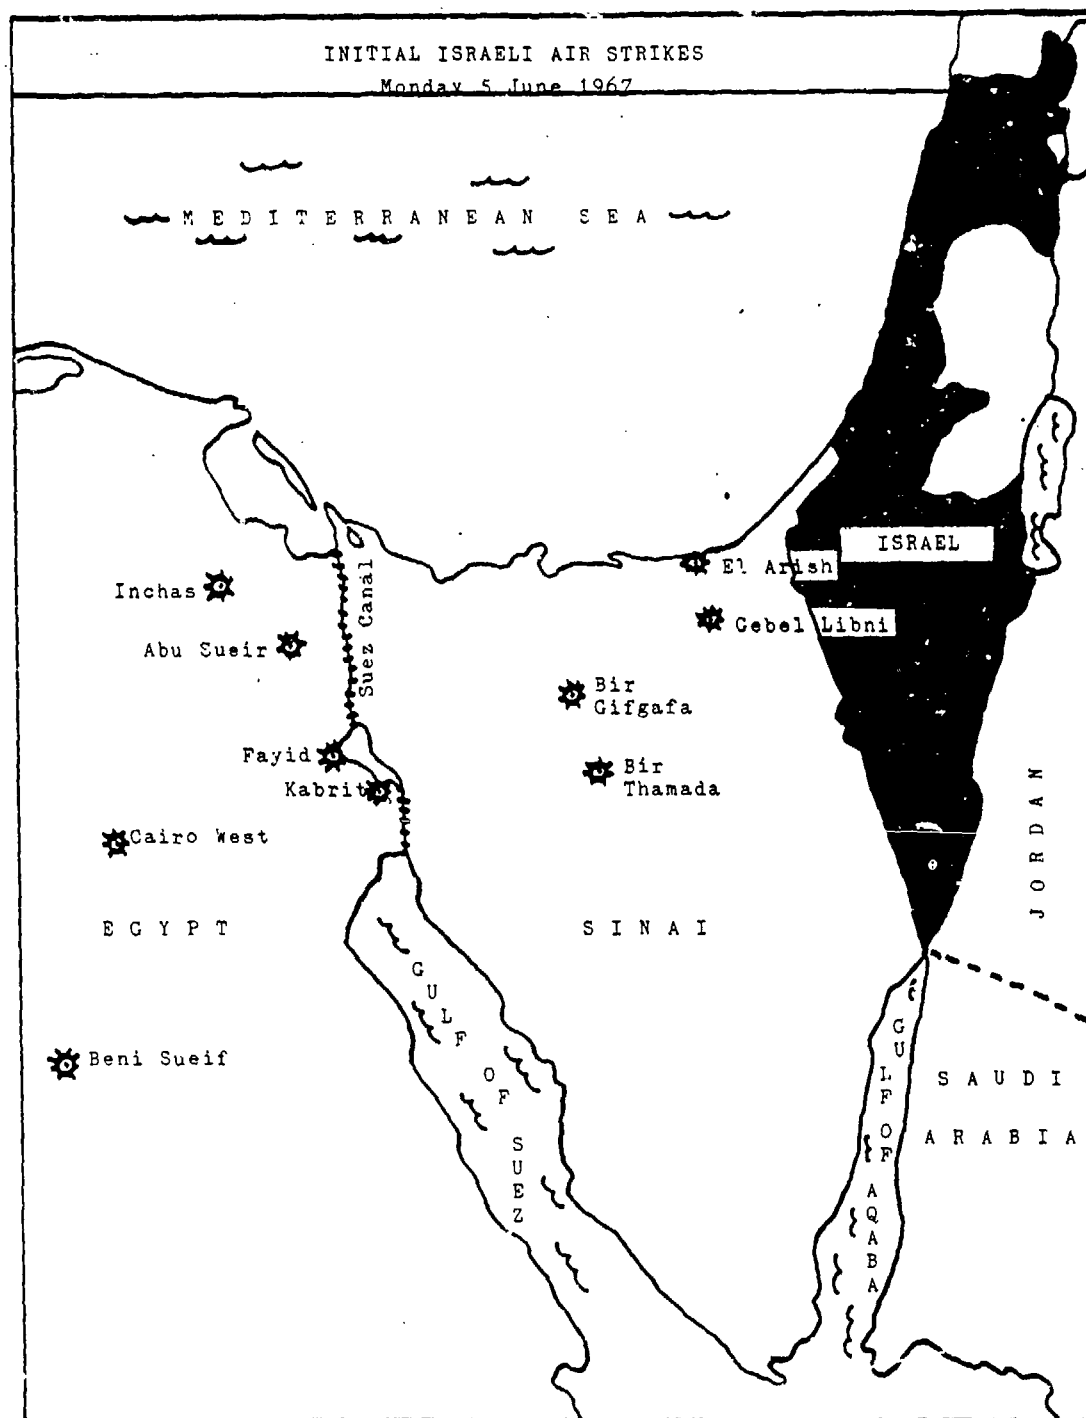 INITIAL ISRAELI AIR STRIKES
Monday 5 June 1967
MEDITERRANEAN SEA
ISRAEL
El Arish
Inchas
Suez Canal
Gebel Libni
Abu Sueir
Bir
Gifgafa
Fayid
Bir
Thamada
Kabrit
Cairo West
JORDAN
EGYPT
SINAI
GULF OF SUEZ
GULF OF AQABA
Beni Sueif
SAUDI
ARABIA